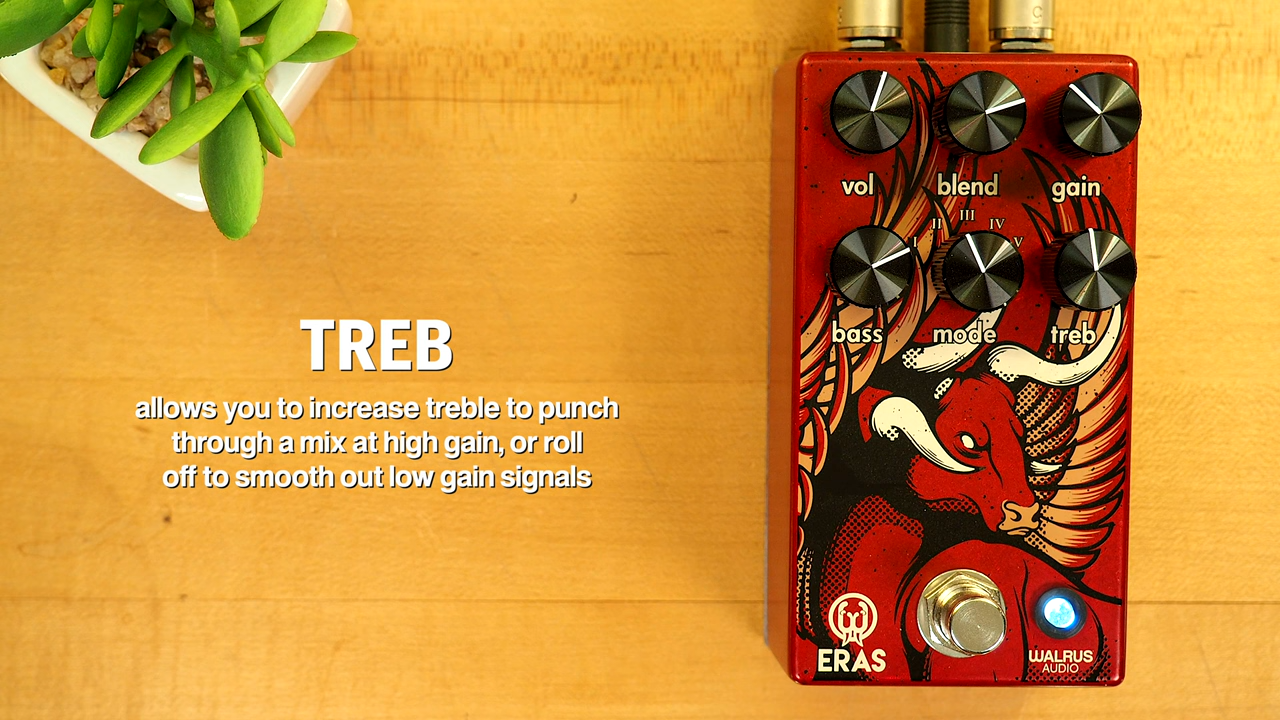 TREB
allows you to increase treble to punch
through a mix at high gain, or roll
off to smooth out low gain signals
vol blend gain
I II III IV V
bass mode treb
ERAS
WALRUS
AUDIO